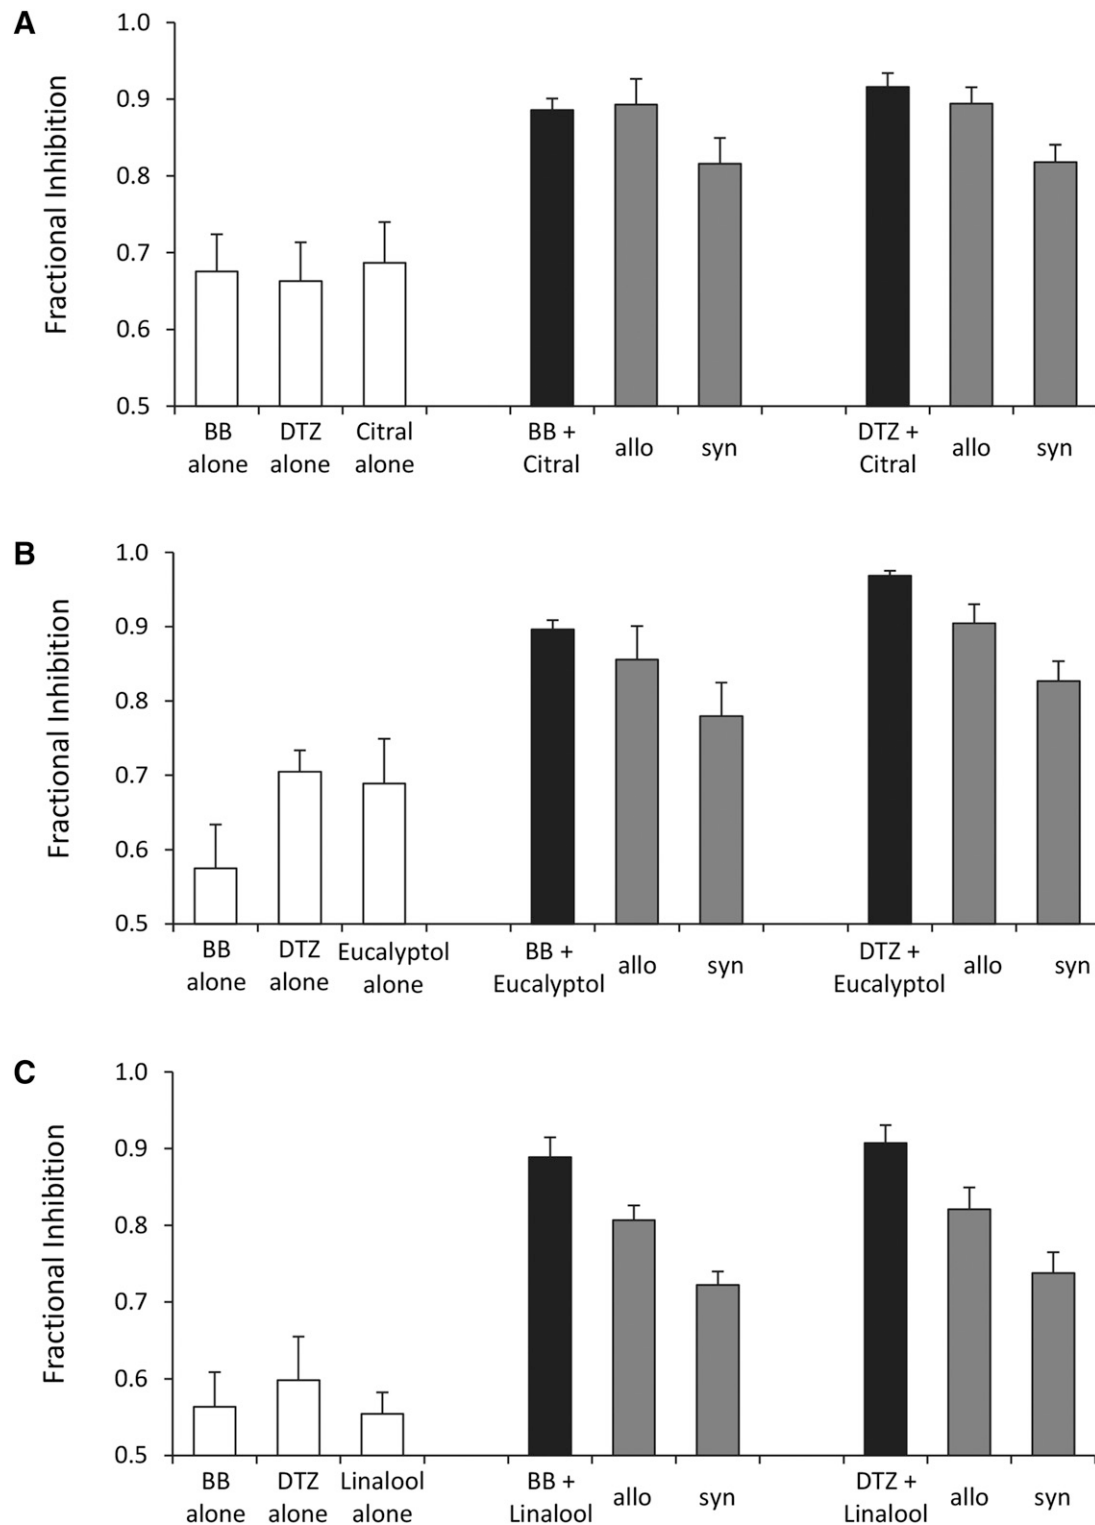 A
Fractional Inhibition
1.0
0.9
0.8
0.7
0.6
0.5
BB alone
DTZ alone
Citral alone
BB + Citral
allo
syn
DTZ + Citral
allo
syn
B
Fractional Inhibition
1.0
0.9
0.8
0.7
0.6
0.5
BB alone
DTZ alone
Eucalyptol alone
BB + Eucalyptol
allo
syn
DTZ + Eucalyptol
allo
syn
C
Fractional Inhibition
1.0
0.9
0.8
0.7
0.6
0.5
BB alone
DTZ alone
Linalool alone
BB + Linalool
allo
syn
DTZ + Linalool
allo
syn